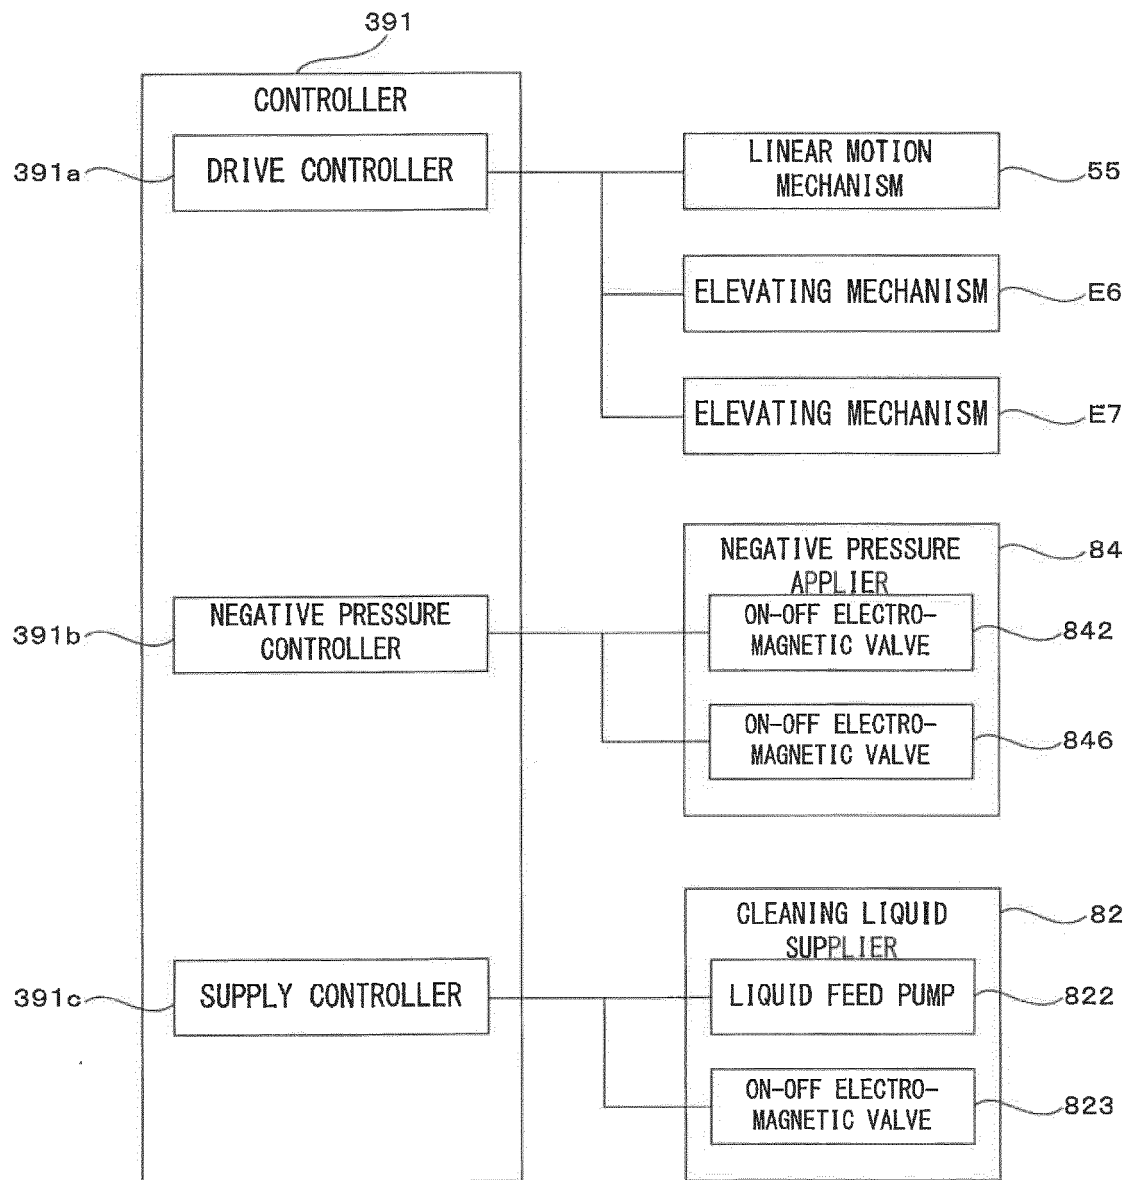 391
CONTROLLER
391a
DRIVE CONTROLLER
LINEAR MOTION
MECHANISM
55
ELEVATING MECHANISM
E6
ELEVATING MECHANISM
E7
NEGATIVE PRESSURE
APPLIER
84
391b
NEGATIVE PRESSURE
CONTROLLER
ON-OFF ELECTRO-
MAGNETIC VALVE
842
ON-OFF ELECTRO-
MAGNETIC VALVE
846
CLEANING LIQUID
SUPPLIER
82
391c
SUPPLY CONTROLLER
LIQUID FEED PUMP
822
ON-OFF ELECTRO-
MAGNETIC VALVE
823